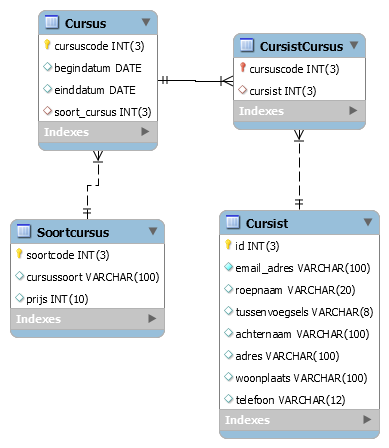 Cursus
cursuscode INT(3)
begindatum DATE
einddatum DATE
soort_cursus INT(3)
Indexes
CursistCursus
cursuscode INT(3)
cursist INT(3)
Indexes
Soortcursus
soortcode INT(3)
cursussoort VARCHAR(100)
prijs INT(10)
Indexes
Cursist
id INT(3)
email_adres VARCHAR(100)
roepnaam VARCHAR(20)
tussenvoegsels VARCHAR(8)
achternaam VARCHAR(100)
adres VARCHAR(100)
woonplaats VARCHAR(100)
telefoon VARCHAR(12)
Indexes